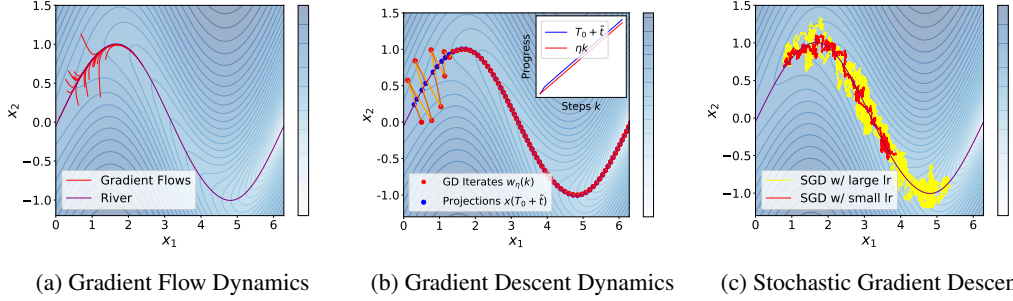 1.0
0.5
0.0
−0.5
−1.0
x2
Gradient Flows
River
0 1 2 3 4 5 6
x1
(a) Gradient Flow Dynamics
1.5
1.0
0.5
0.0
−0.5
−1.0
x2
Progress
T0 + t̃
ηk
Steps k
GD Iterates wη(k)
Projections x(T0 + t̃)
0 1 2 3 4 5 6
x1
(b) Gradient Descent Dynamics
1.5
1.0
0.5
0.0
−0.5
−1.0
x2
SGD w/ large lr
SGD w/ small lr
0 1 2 3 4 5 6
x1
(c) Stochastic Gradient Descen